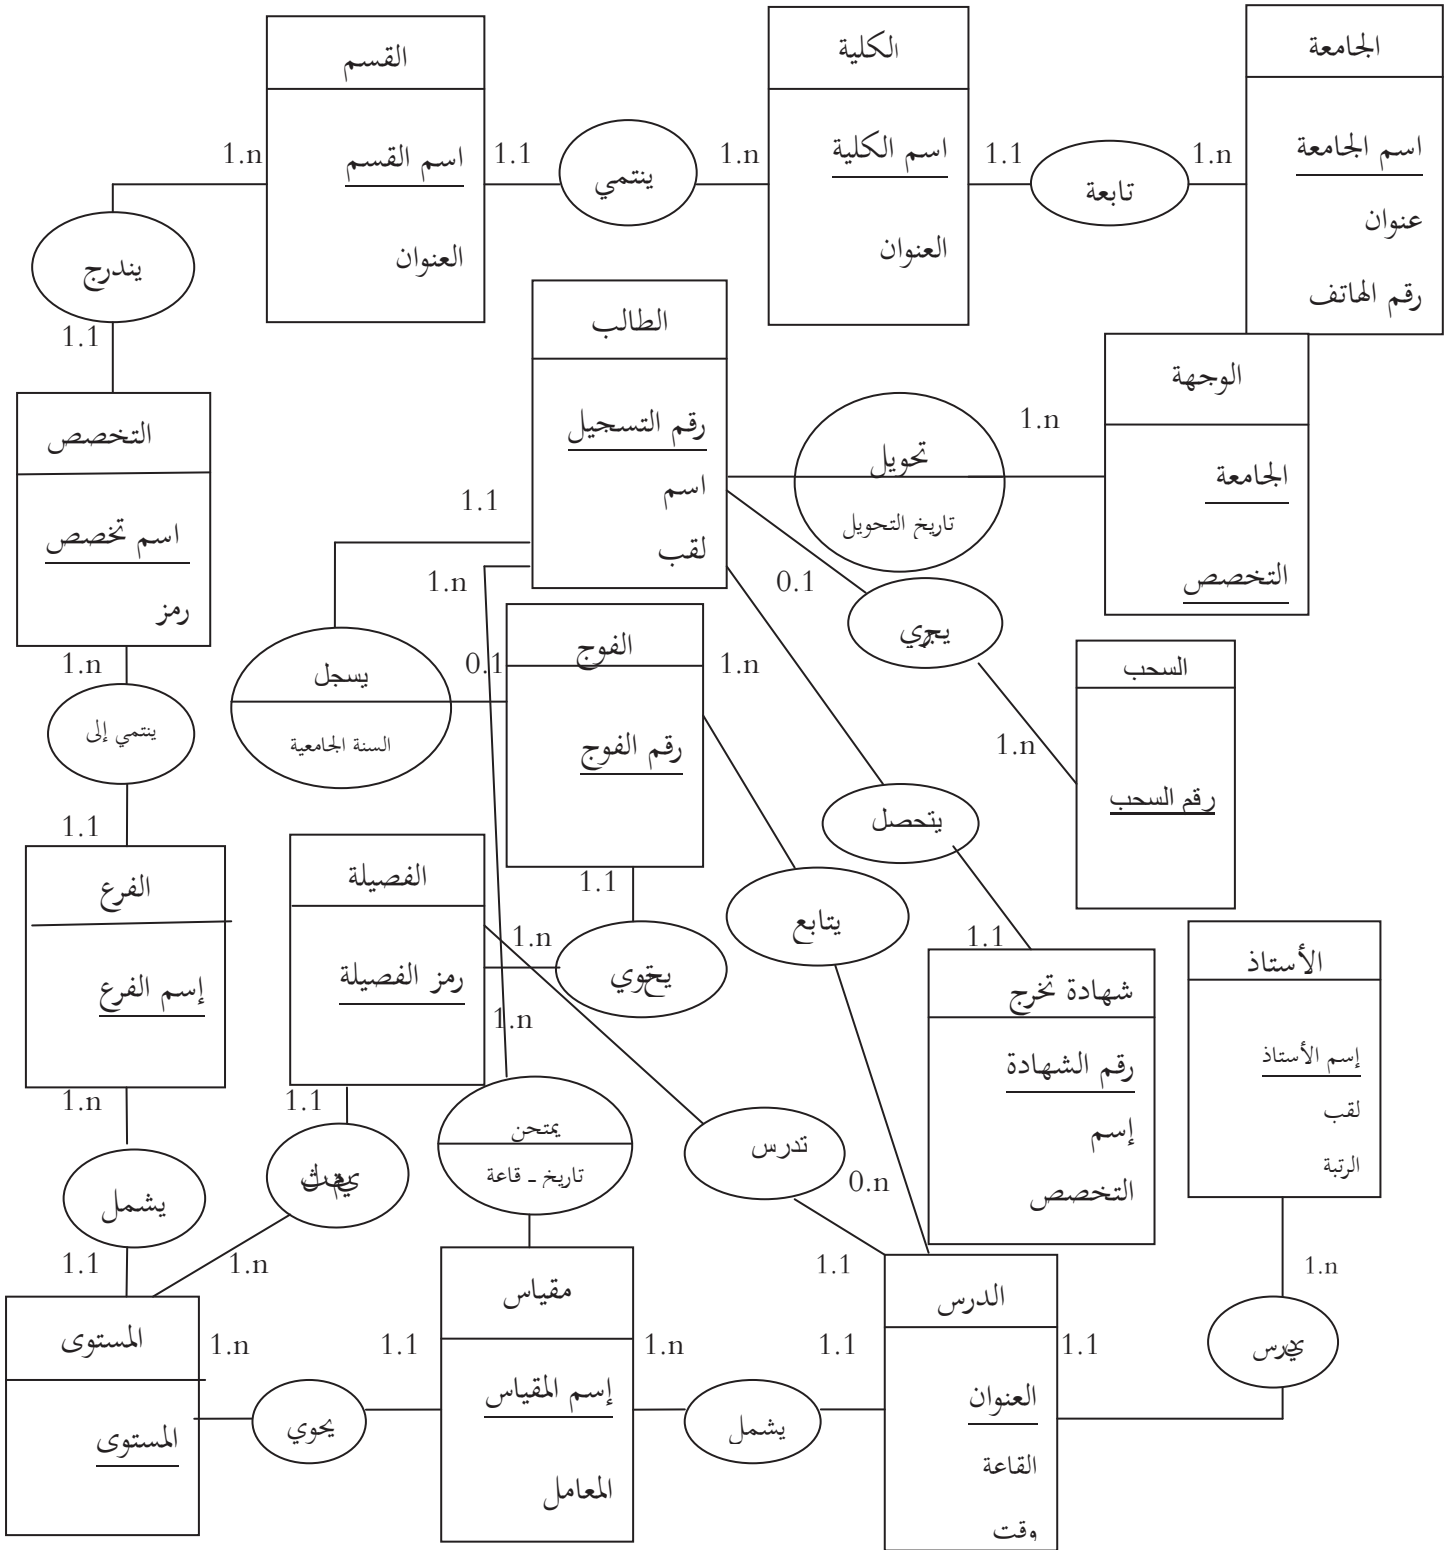 الجامعة
اسم الجامعة
عنوان
رقم الهاتف
1.n
تابعة
1.1
الكلية
اسم الكلية
العنوان
1.n
ينتمي
1.1
القسم
اسم القسم
العنوان
1.n
يندرج
1.1
التخصص
اسم تخصص
رمز
1.n
ينتمي إلى
1.1
الفرع
إسم الفرع
1.n
يشمل
1.1
المستوى
المستوى
الطالب
رقم التسجيل
اسم
لقب
الوجهة
الجامعة
التخصص
1.n
تحويل
تاريخ التحويل
0.1
يجري
1.n
السحب
رقم السحب
1.1
يسجل
السنة الجامعية
0.1
1.n
الفوج
رقم الفوج
1.n
يتابع
0.n
يتحصل
1.1
شهادة تخرج
رقم الشهادة
إسم
التخصص
1.1
يحوي
1.n
الفصيلة
رمز الفصيلة
1.n
يمتحن
تاريخ - قاعة
تدرس
1.1
1.1
1.n
الأستاذ
إسم الأستاذ
لقب
الرتبة
1.n
يدرس
1.1
الدرس
العنوان
القاعة
وقت
1.1
يشمل
1.n
مقياس
إسم المقياس
المعامل
1.1
يحوي
1.n